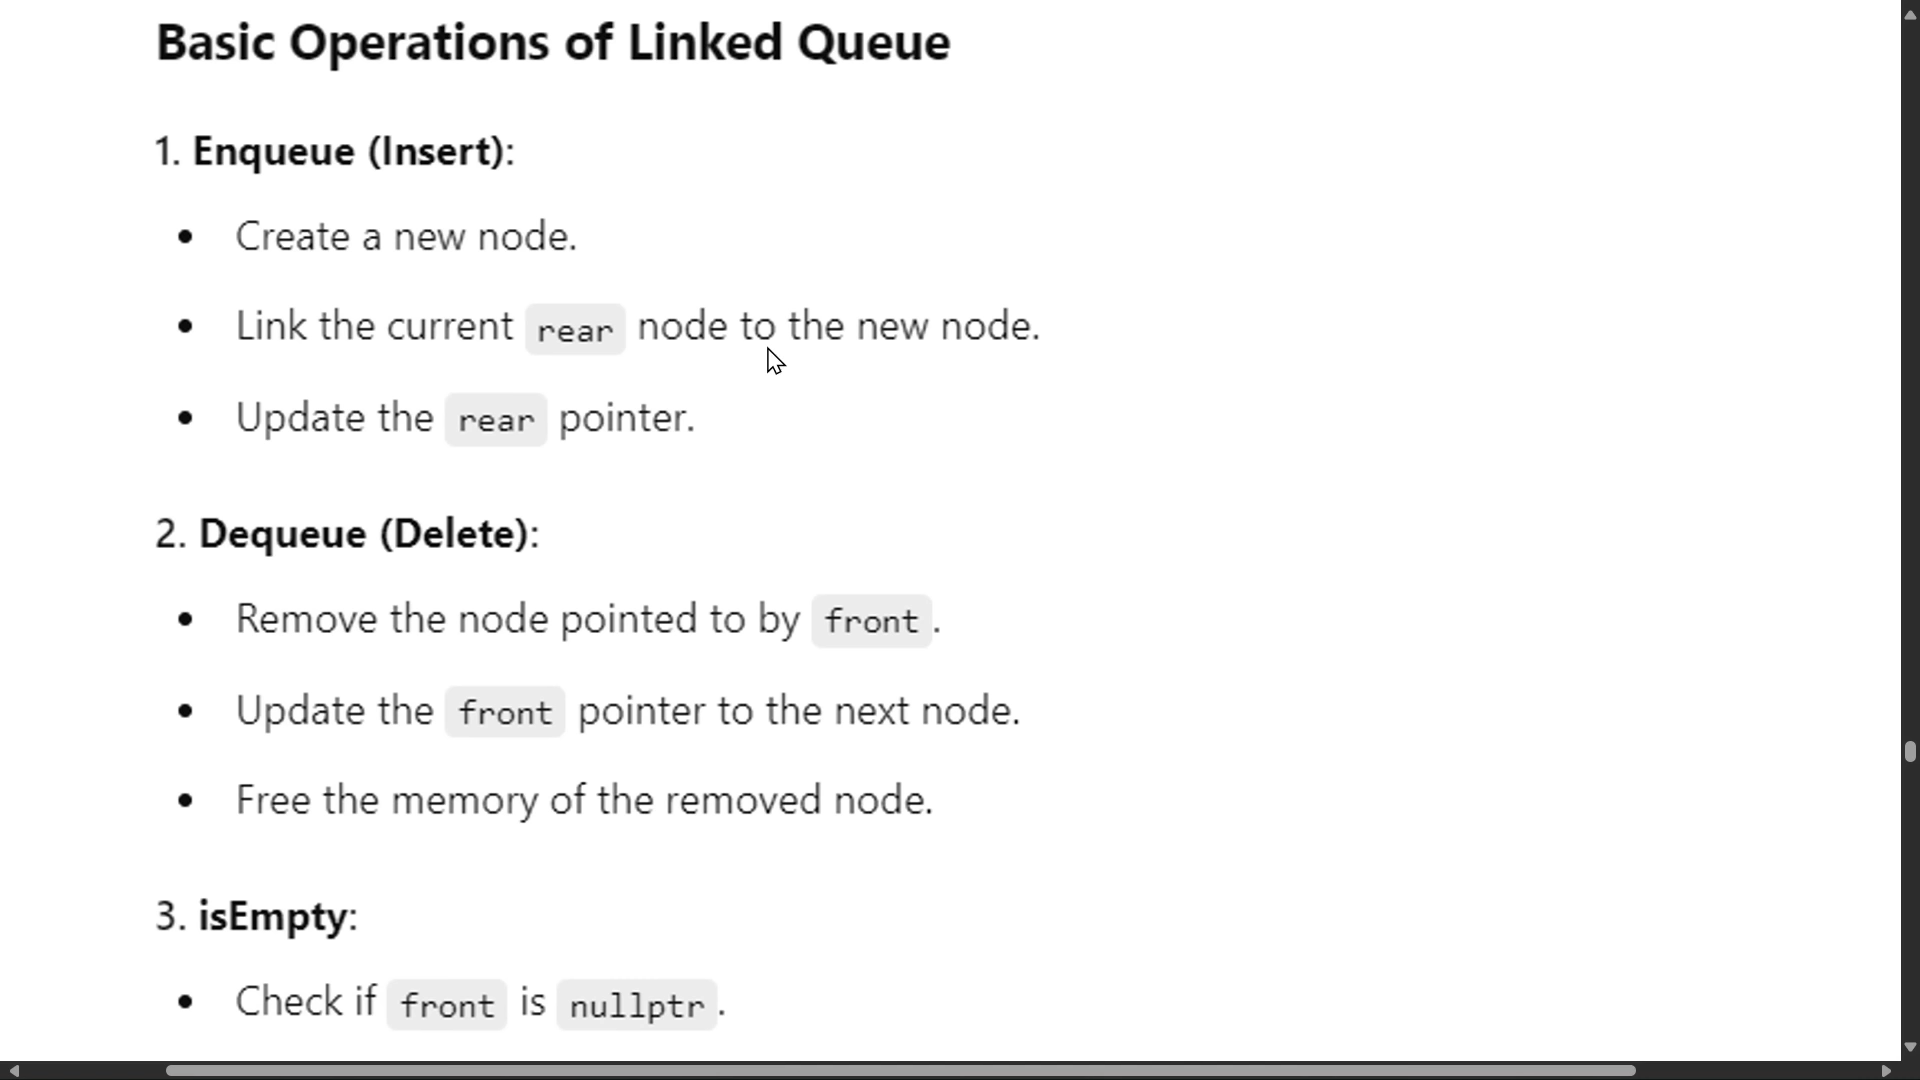 Basic Operations of Linked Queue
1. Enqueue (Insert):
• Create a new node.
• Link the current rear node to the new node.
• Update the rear pointer.
2. Dequeue (Delete):
• Remove the node pointed to by front.
• Update the front pointer to the next node.
• Free the memory of the removed node.
3. isEmpty:
• Check if front is nullptr.